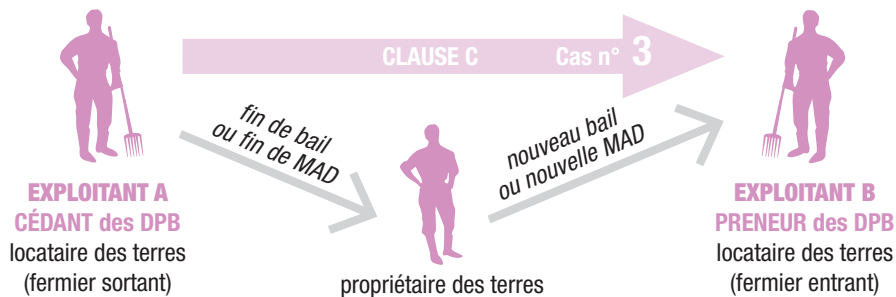 CLAUSE C Cas n° 3
fin de bail
ou fin de MAD
nouveau bail
ou nouvelle MAD
EXPLOITANT A
CÉDANT des DPB
locataire des terres
(fermier sortant)
propriétaire des terres
EXPLOITANT B
PRENEUR des DPB
locataire des terres
(fermier entrant)